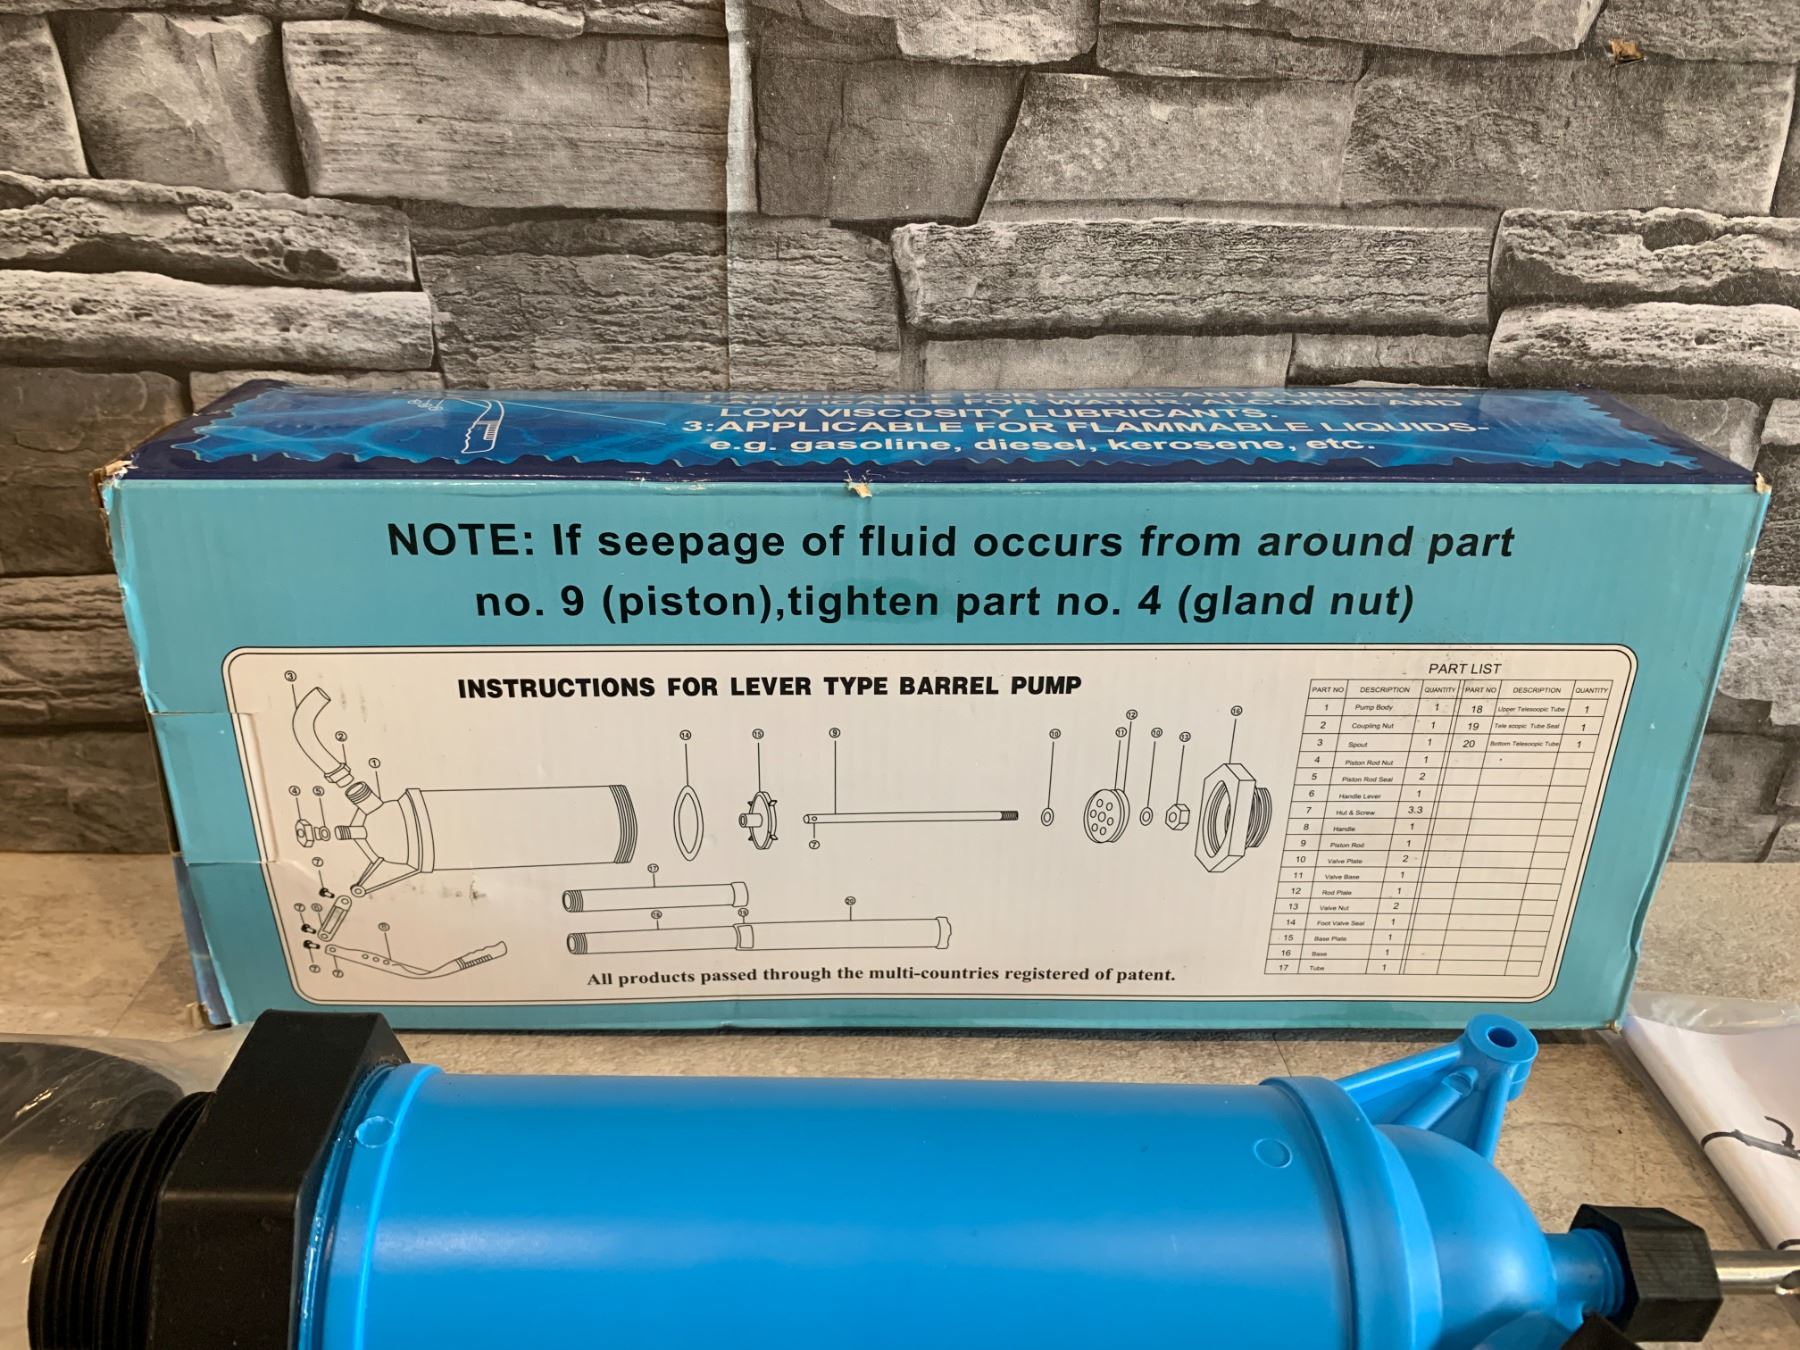 LOW VISCOSITY LUBRICANTS.
3:APPLICABLE FOR FLAMMABLE LIQUIDS-
e.g. gasoline, diesel, kerosene, etc.
NOTE: If seepage of fluid occurs from around part
no. 9 (piston),tighten part no. 4 (gland nut)
INSTRUCTIONS FOR LEVER TYPE BARREL PUMP
All products passed through the multi-countries registered of patent.
PART LIST
PART NO DESCRIPTION QUANTITY PART NO DESCRIPTION QUANTITY
1 Pump Body 1 18 Upper Telesoopic Tube 1
2 Coupling Nut 1 19 Tele scopic Tube Seal 1
3 Spout 1 20 Bottom Telesoopic Tube 1
4 Piston Rod Nut 1
5 Piston Rod Seal 2
6 Handle Lever 1
7 Hut & Screw 3.3
8 Handle 1
9 Piston Rod 1
10 Valve Plate 2
11 Valve Base 1
12 Rod Plate 1
13 Valve Nut 2
14 Foot Valve Seal 1
15 Base Plate 1
16 Base 1
17 Tube 1